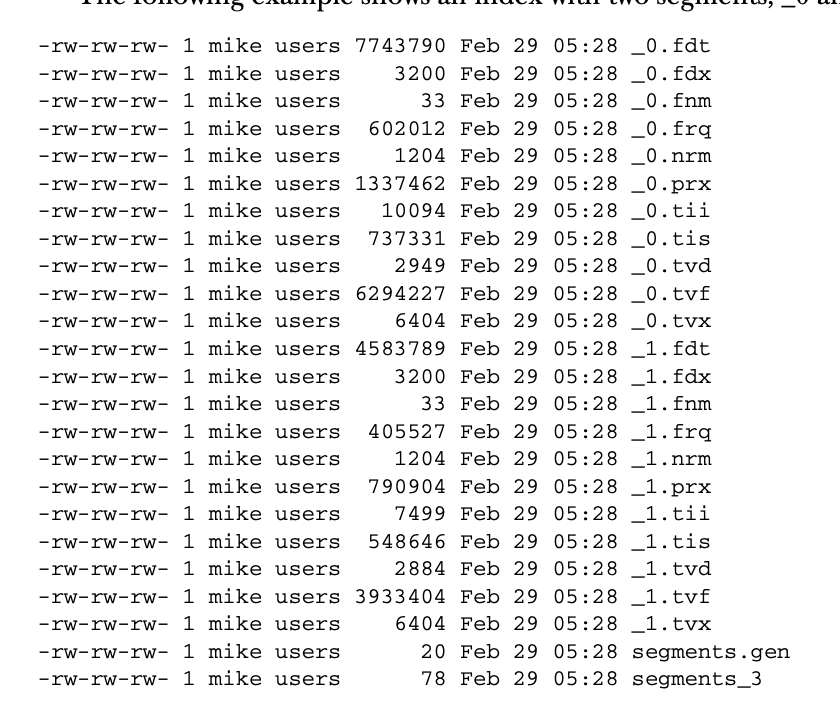 The following example shows an index with two segments, _0 an
-rw-rw-rw- 1 mike users 7743790 Feb 29 05:28 _0.fdt
-rw-rw-rw- 1 mike users    3200 Feb 29 05:28 _0.fdx
-rw-rw-rw- 1 mike users      33 Feb 29 05:28 _0.fnm
-rw-rw-rw- 1 mike users  602012 Feb 29 05:28 _0.frq
-rw-rw-rw- 1 mike users    1204 Feb 29 05:28 _0.nrm
-rw-rw-rw- 1 mike users 1337462 Feb 29 05:28 _0.prx
-rw-rw-rw- 1 mike users   10094 Feb 29 05:28 _0.tii
-rw-rw-rw- 1 mike users  737331 Feb 29 05:28 _0.tis
-rw-rw-rw- 1 mike users    2949 Feb 29 05:28 _0.tvd
-rw-rw-rw- 1 mike users 6294227 Feb 29 05:28 _0.tvf
-rw-rw-rw- 1 mike users    6404 Feb 29 05:28 _0.tvx
-rw-rw-rw- 1 mike users 4583789 Feb 29 05:28 _1.fdt
-rw-rw-rw- 1 mike users    3200 Feb 29 05:28 _1.fdx
-rw-rw-rw- 1 mike users      33 Feb 29 05:28 _1.fnm
-rw-rw-rw- 1 mike users  405527 Feb 29 05:28 _1.frq
-rw-rw-rw- 1 mike users    1204 Feb 29 05:28 _1.nrm
-rw-rw-rw- 1 mike users  790904 Feb 29 05:28 _1.prx
-rw-rw-rw- 1 mike users    7499 Feb 29 05:28 _1.tii
-rw-rw-rw- 1 mike users  548646 Feb 29 05:28 _1.tis
-rw-rw-rw- 1 mike users    2884 Feb 29 05:28 _1.tvd
-rw-rw-rw- 1 mike users 3933404 Feb 29 05:28 _1.tvf
-rw-rw-rw- 1 mike users    6404 Feb 29 05:28 _1.tvx
-rw-rw-rw- 1 mike users      20 Feb 29 05:28 segments.gen
-rw-rw-rw- 1 mike users      78 Feb 29 05:28 segments_3